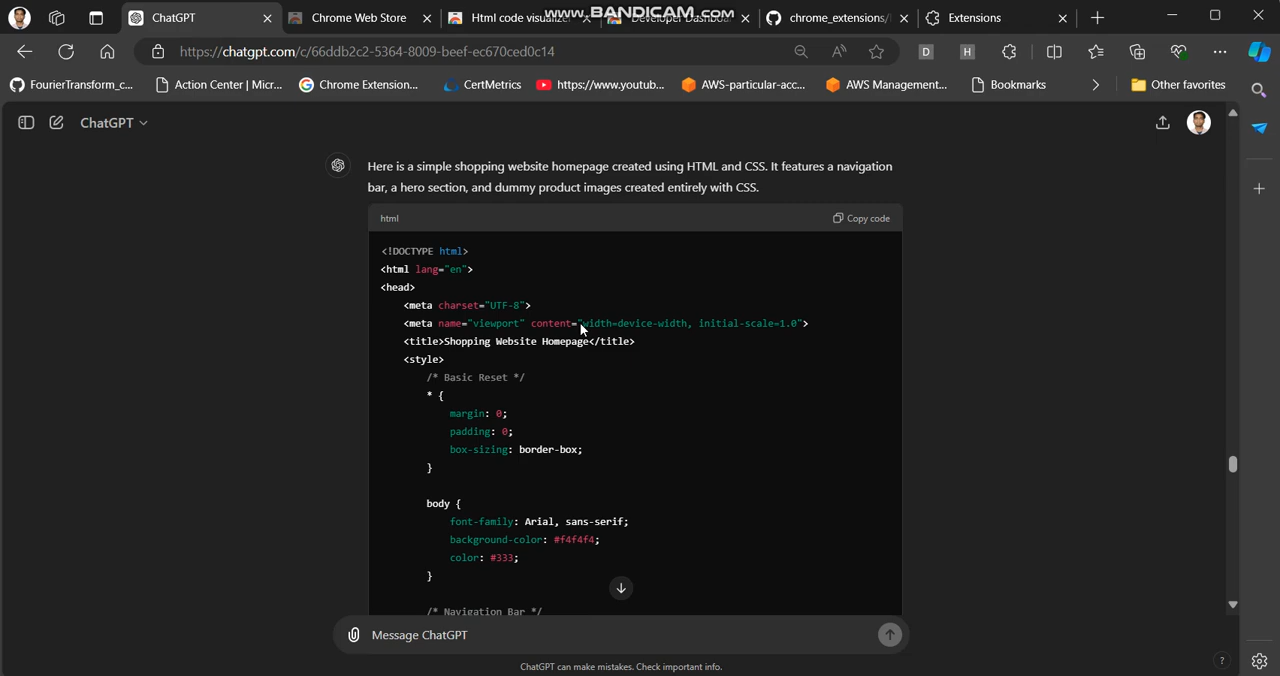 ChatGPT
Chrome Web Store
Html code visualiz
Developer Dashboa
chrome_extensions/
Extensions
www.BANDICAM.com
https://chatgpt.com/c/66ddb2c2-5364-8009-beef-ec670ced0c14
D
H
FourierTransform_c...
Action Center | Micr...
Chrome Extension...
CertMetrics
https://www.youtub...
AWS-particular-acc...
AWS Management...
Bookmarks
Other favorites
ChatGPT
Here is a simple shopping website homepage created using HTML and CSS. It features a navigation
bar, a hero section, and dummy product images created entirely with CSS.
html
Copy code
<!DOCTYPE html>
<html lang="en">
<head>
<meta charset="UTF-8">
<meta name="viewport" content="width=device-width, initial-scale=1.0">
<title>Shopping Website Homepage</title>
<style>
/* Basic Reset */
* {
margin: 0;
padding: 0;
box-sizing: border-box;
}
body {
font-family: Arial, sans-serif;
background-color: #f4f4f4;
color: #333;
}
/* Navigation Bar */
Message ChatGPT
ChatGPT can make mistakes. Check important info.
?